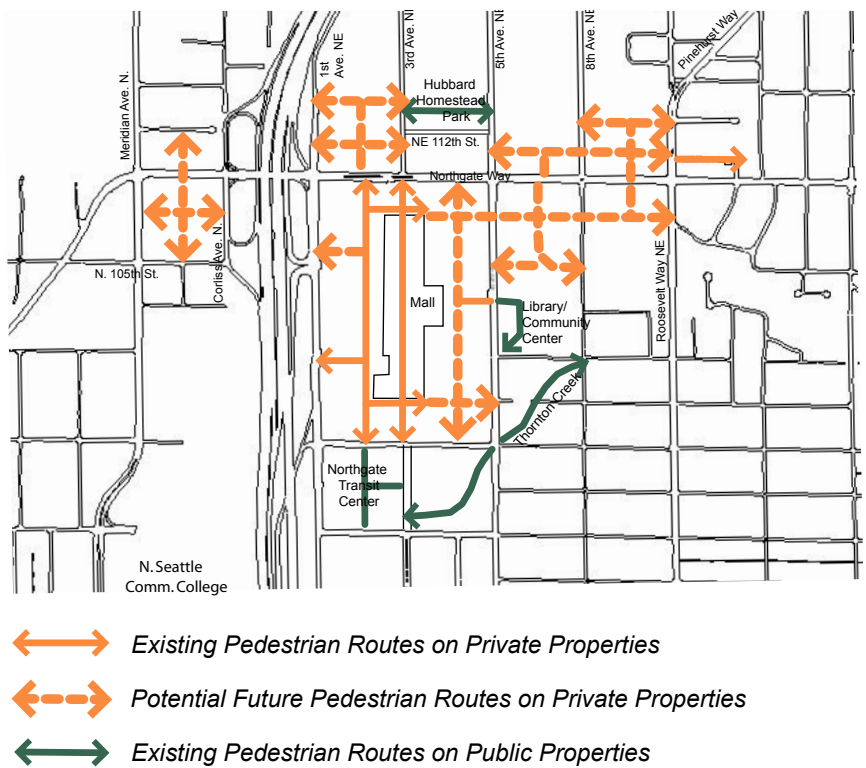 Meridian Ave. N.
1st
Ave. NE
3rd Ave. NE
5th Ave. NE
8th Ave. NE
Pinehurst Way
Hubbard
Homestead
Park
NE 112th St.
Northgate Way
Corliss Ave. N.
N. 105th St.
Mall
Library/
Community
Center
Roosevelt Way NE
Thornton Creek
Northgate
Transit
Center
N. Seattle
Comm. College
Existing Pedestrian Routes on Private Properties
Potential Future Pedestrian Routes on Private Properties
Existing Pedestrian Routes on Public Properties